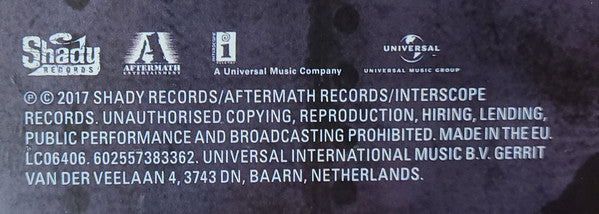 Shady
RECORDS
AFTERMATH
ENTERTAINMENT
i
A Universal Music Company
UNIVERSAL
UNIVERSAL MUSIC GROUP
℗ © 2017 SHADY RECORDS/AFTERMATH RECORDS/INTERSCOPE
RECORDS. UNAUTHORISED COPYING, REPRODUCTION, HIRING, LENDING,
PUBLIC PERFORMANCE AND BROADCASTING PROHIBITED. MADE IN THE EU.
LC06406. 602557383362. UNIVERSAL INTERNATIONAL MUSIC B.V. GERRIT
VAN DER VEELAAN 4, 3743 DN, BAARN, NETHERLANDS.